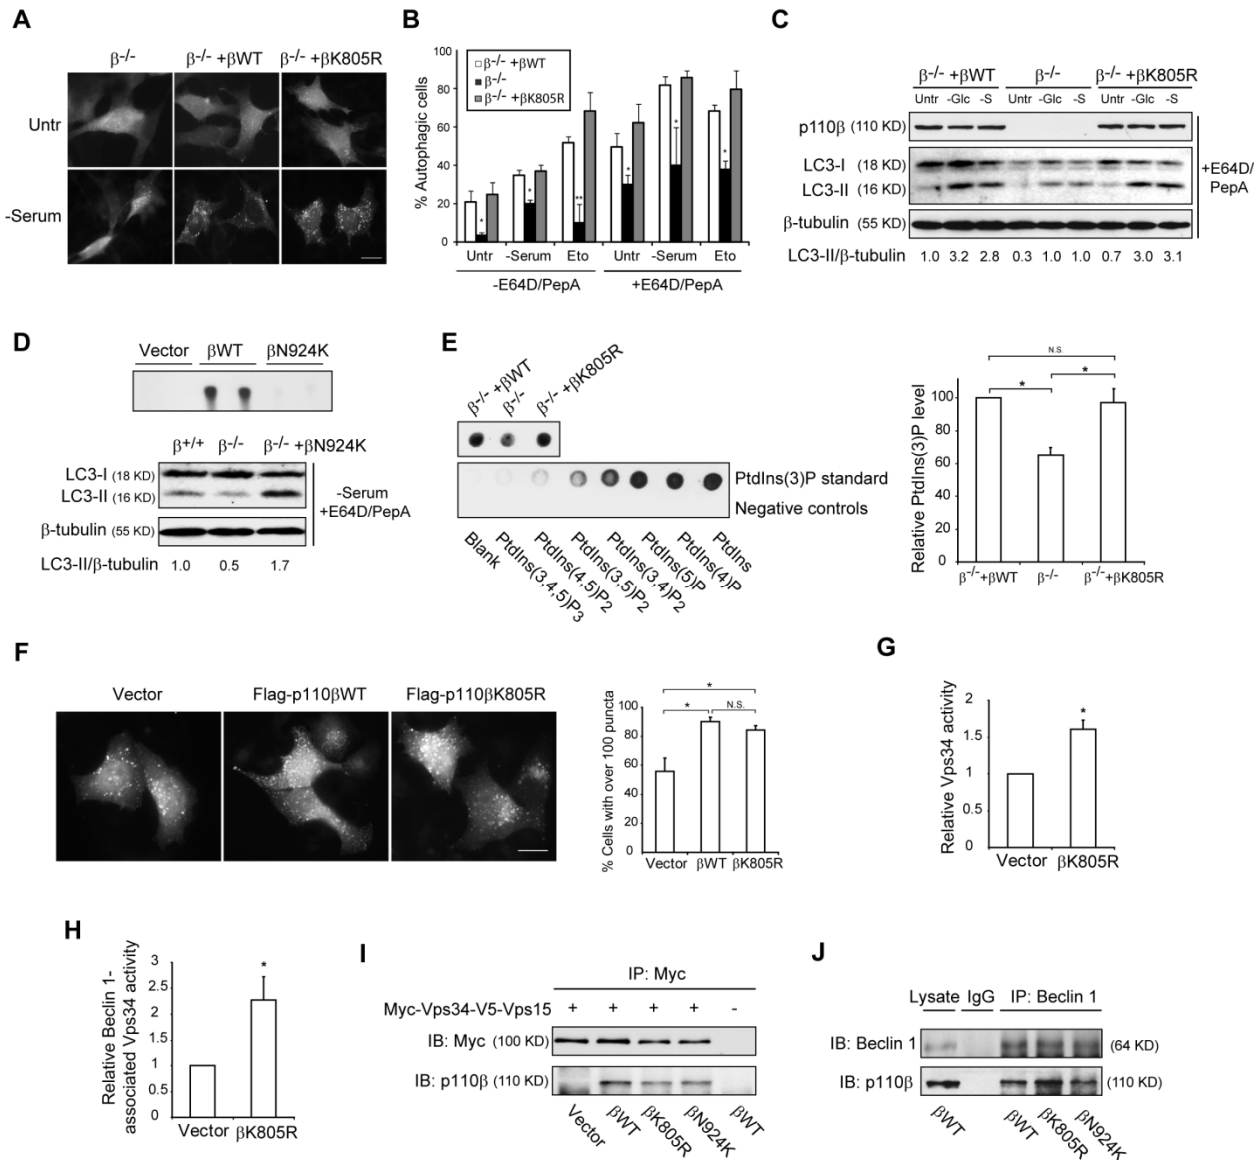 A
β-/-
β-/- +βWT
β-/- +βK805R
Untr
-Serum
B
% Autophagic cells
100
80
60
40
20
0
β-/- +βWT
β-/-
β-/- +βK805R
* * ** * * *
Untr -Serum Eto Untr -Serum Eto
-E64D/PepA +E64D/PepA
C
β-/- +βWT β-/- β-/- +βK805R
Untr -Glc -S Untr -Glc -S Untr -Glc -S
p110β (110 KD)
LC3-I (18 KD)
LC3-II (16 KD)
β-tubulin (55 KD)
+E64D/
PepA
LC3-II/β-tubulin 1.0 3.2 2.8 0.3 1.0 1.0 0.7 3.0 3.1
D
Vector βWT βN924K
β+/+ β-/- β-/- +βN924K
LC3-I (18 KD)
LC3-II (16 KD)
β-tubulin (55 KD)
-Serum
+E64D/PepA
LC3-II/β-tubulin 1.0 0.5 1.7
E
β-/- +βWT
β-/-
β-/- +βK805R
PtdIns(3)P standard
Negative controls
Blank
PtdIns(3,4,5)P3
PtdIns(4,5)P2
PtdIns(3,5)P2
PtdIns(3,4)P2
PtdIns(5)P
PtdIns(4)P
PtdIns
Relative PtdIns(3)P level
N.S
* *
100
80
60
40
20
0
β-/-+βWT β-/- β-/-+βK805R
F
Vector Flag-p110βWT Flag-p110βK805R
% Cells with over 100 puncta
*
* N.S.
100
80
60
40
20
0
Vector βWT βK805R
G
Relative Vps34 activity
*
2
1.5
1
0.5
0
Vector βK805R
H
Relative Beclin 1-
associated Vps34 activity
*
3
2.5
2
1.5
1
0.5
0
Vector βK805R
I
IP: Myc
Myc-Vps34-V5-Vps15 + + + + -
IB: Myc (100 KD)
IB: p110β (110 KD)
Vector
βWT
βK805R
βN924K
βWT
J
Lysate IgG IP: Beclin 1
IB: Beclin 1 (64 KD)
IB: p110β (110 KD)
βWT
βWT
βK805R
βN924K